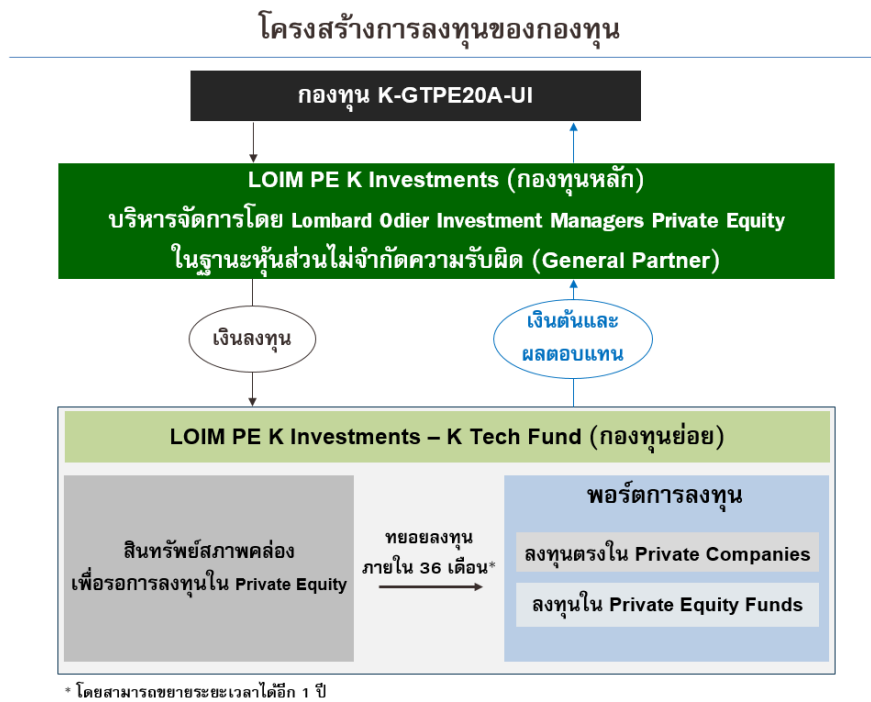 โครงสร้างการลงทุนของกองทุน
กองทุน K-GTPE20A-UI
LOIM PE K Investments (กองทุนหลัก)
บริหารจัดการโดย Lombard Odier Investment Managers Private Equity
ในฐานะหุ้นส่วนไม่จำกัดความรับผิด (General Partner)
เงินลงทุน
เงินต้นและ
ผลตอบแทน
LOIM PE K Investments – K Tech Fund (กองทุนย่อย)
สินทรัพย์สภาพคล่อง
เพื่อรอการลงทุนใน Private Equity
ทยอยลงทุน
ภายใน 36 เดือน*
พอร์ตการลงทุน
ลงทุนตรงใน Private Companies
ลงทุนใน Private Equity Funds
* โดยสามารถขยายระยะเวลาได้อีก 1 ปี